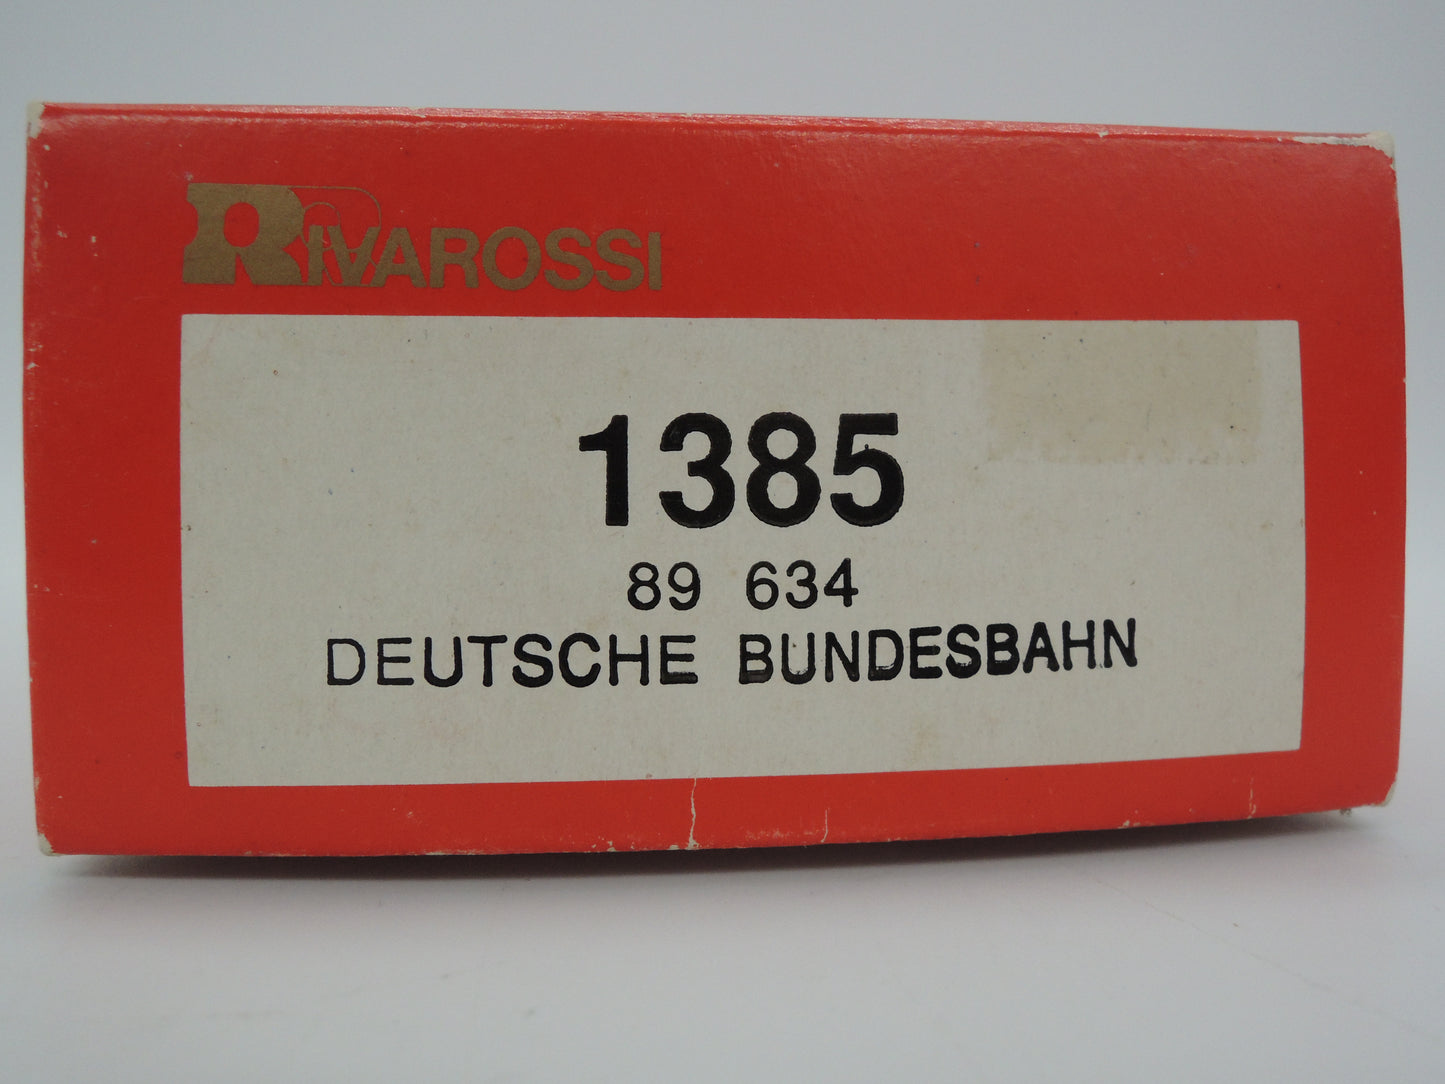 RIVAROSSI
1385
89 634
DEUTSCHE BUNDESBAHN